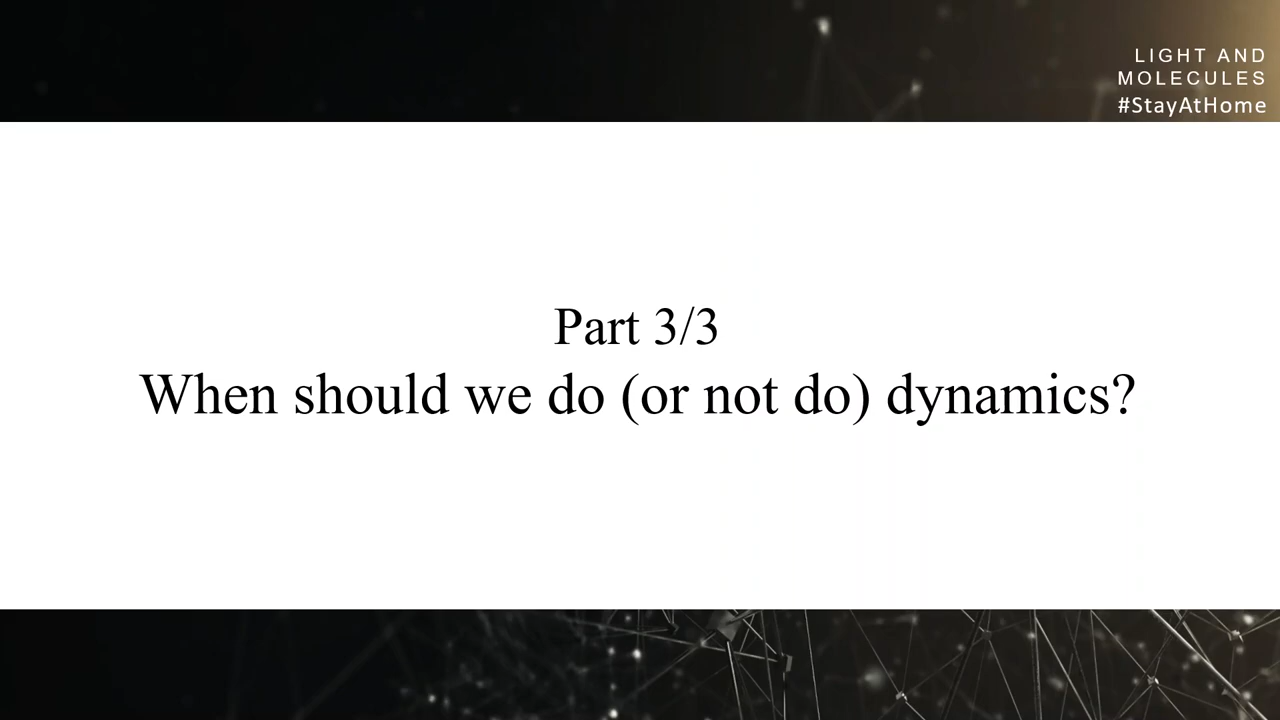 LIGHT AND
MOLECULES
#StayAtHome
Part 3/3
When should we do (or not do) dynamics?